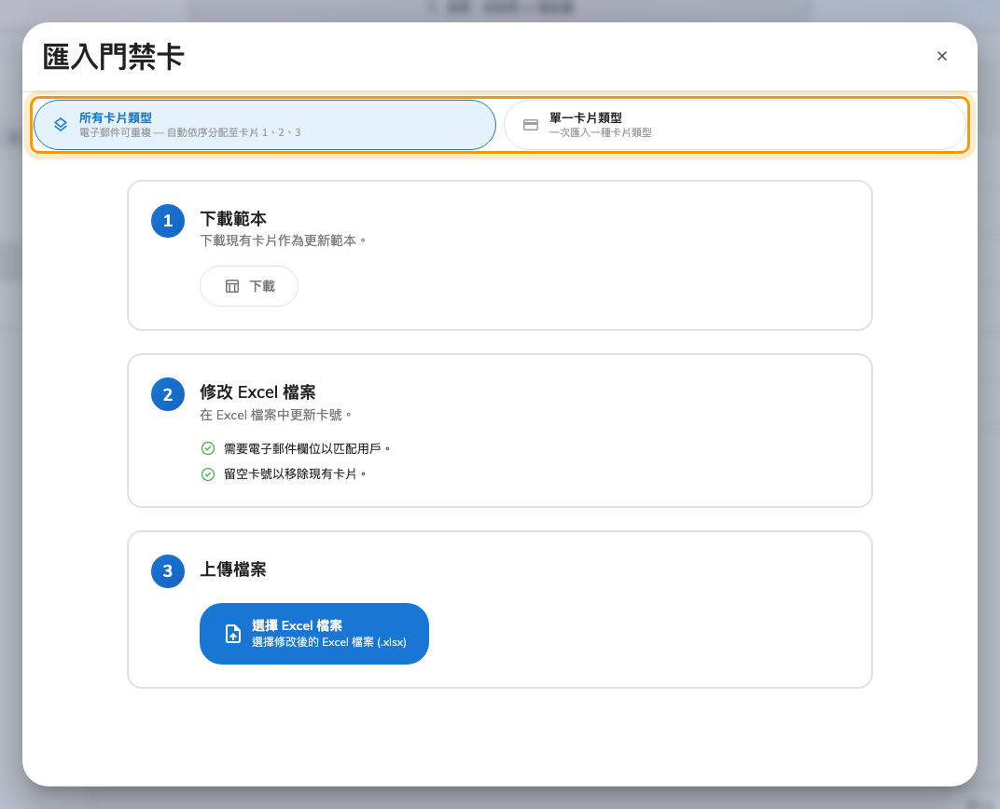 匯入門禁卡
所有卡片類型
電子郵件可重複 — 自動依序分配至卡片 1、2、3
單一卡片類型
一次匯入一種卡片類型
1
下載範本
下載現有卡片作為更新範本。
下載
2
修改 Excel 檔案
在 Excel 檔案中更新卡號。
需要電子郵件欄位以匹配用戶。
留空卡號以移除現有卡片。
3
上傳檔案
選擇 Excel 檔案
選擇修改後的 Excel 檔案 (.xlsx)